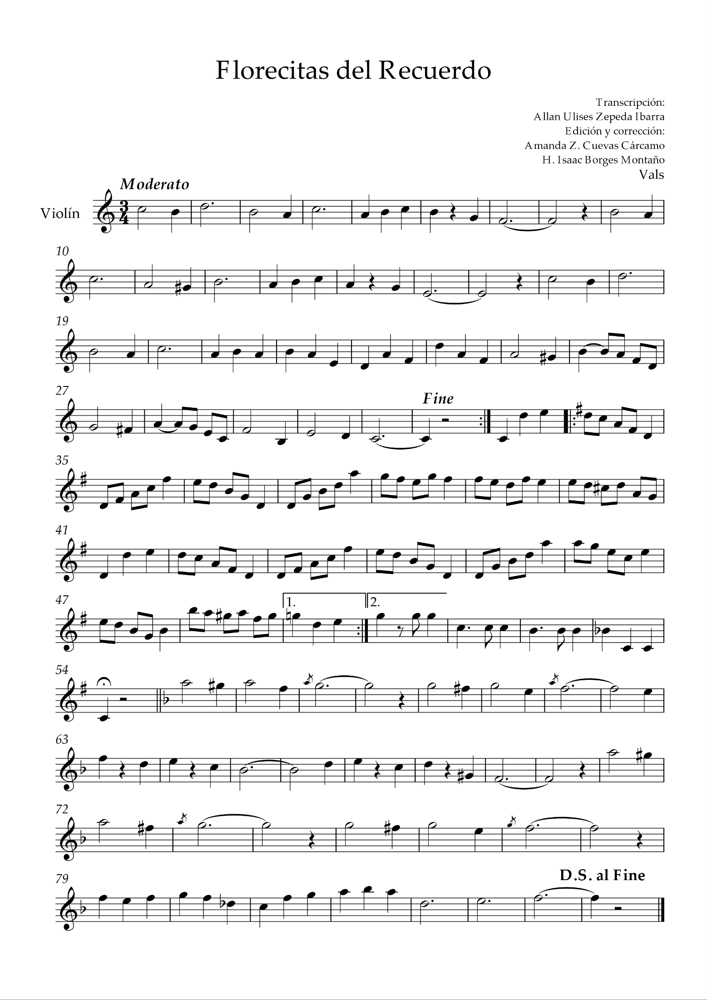 Florecitas del Recuerdo
Transcripción:
Allan Ulises Zepeda Ibarra
Edición y corrección:
Amanda Z. Cuevas Cárcamo
H. Isaac Borges Montaño
Vals
Moderato
Violín
3
4
10
19
27
Fine
35
41
47
1.
2.
54
63
72
79
D.S. al Fine